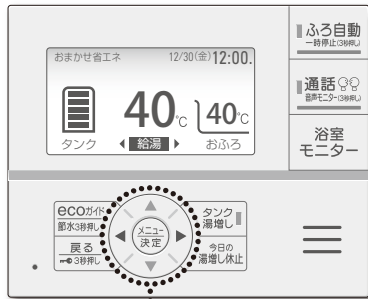 おまかせ省エネ 12/30(金)12:00.
40℃ 40℃
タンク 給湯 おふろ
ふろ自動
一時停止(3秒押し)
通話
音声モニター(3秒押し)
浴室
モニター
ecoガイド
節水3秒押し
戻る
3秒押し
メニュー
決定
タンク
湯増し
今日の
湯増し休止